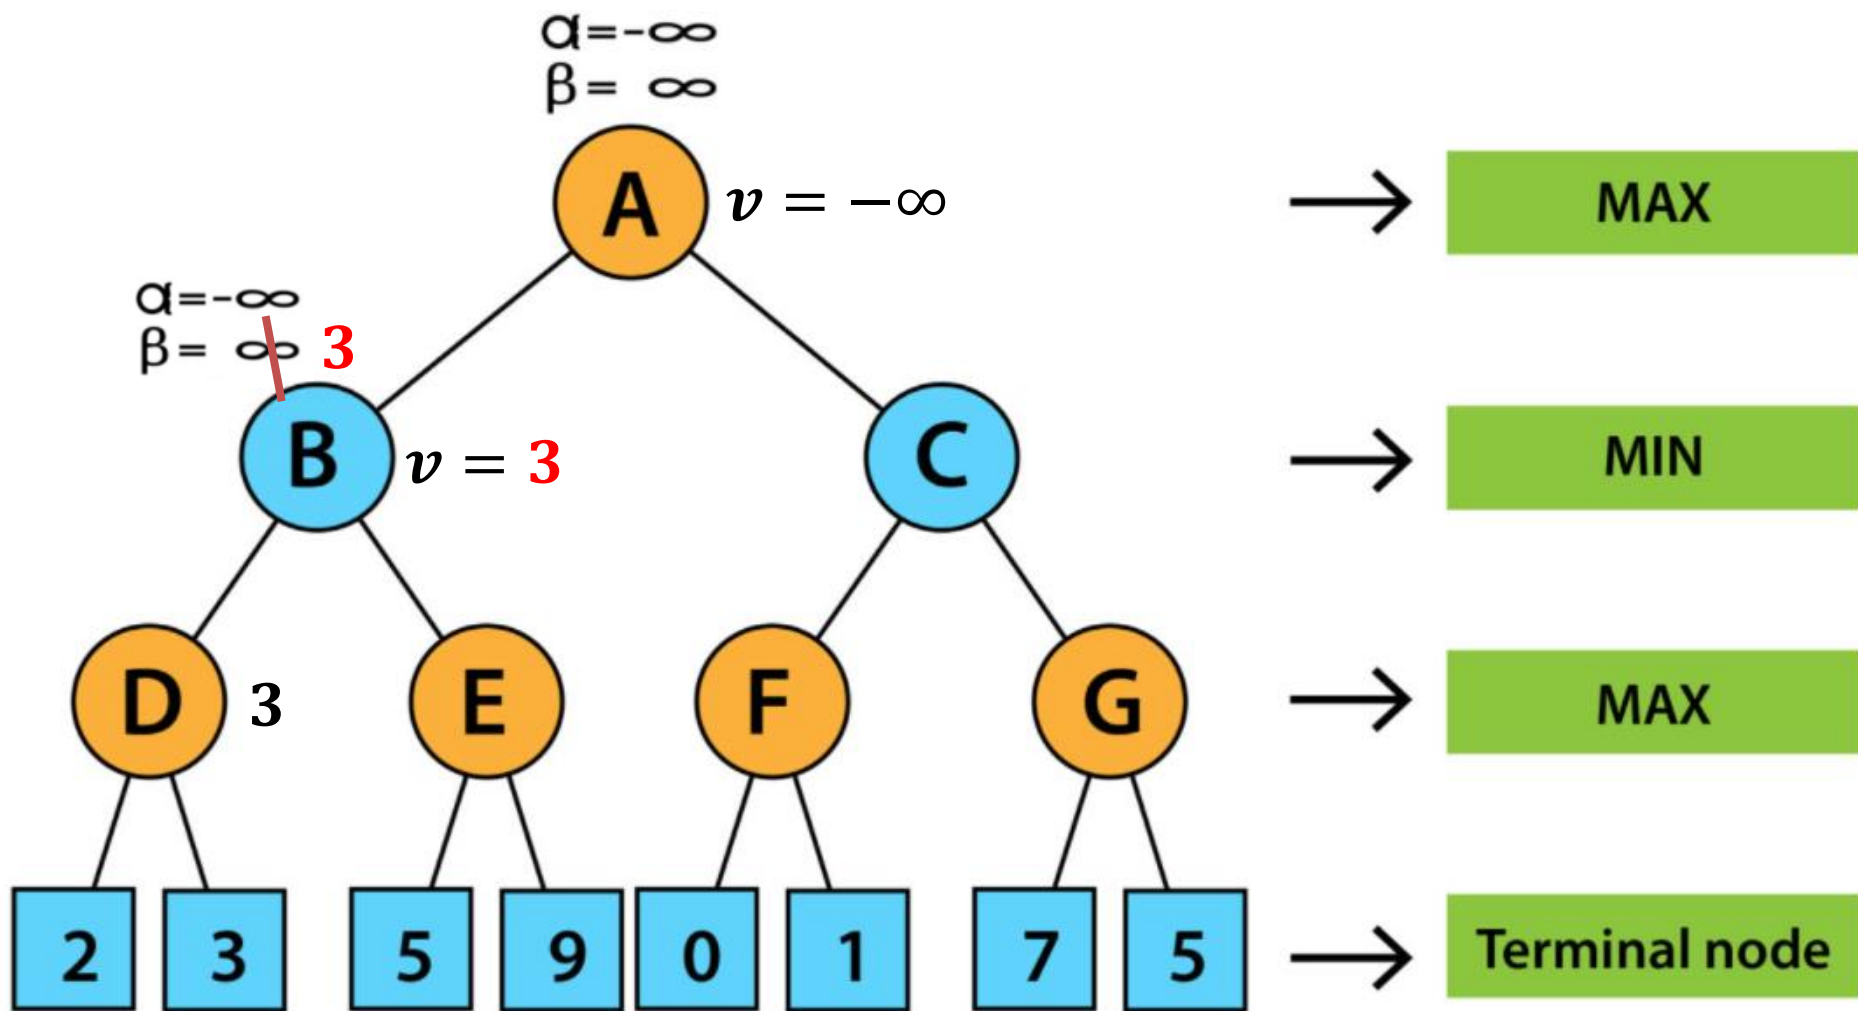 α=-∞
β= ∞
A v = −∞ MAX
α=-∞
β= ∞ 3
B v = 3 C MIN
D 3 E F G MAX
2 3 5 9 0 1 7 5 Terminal node